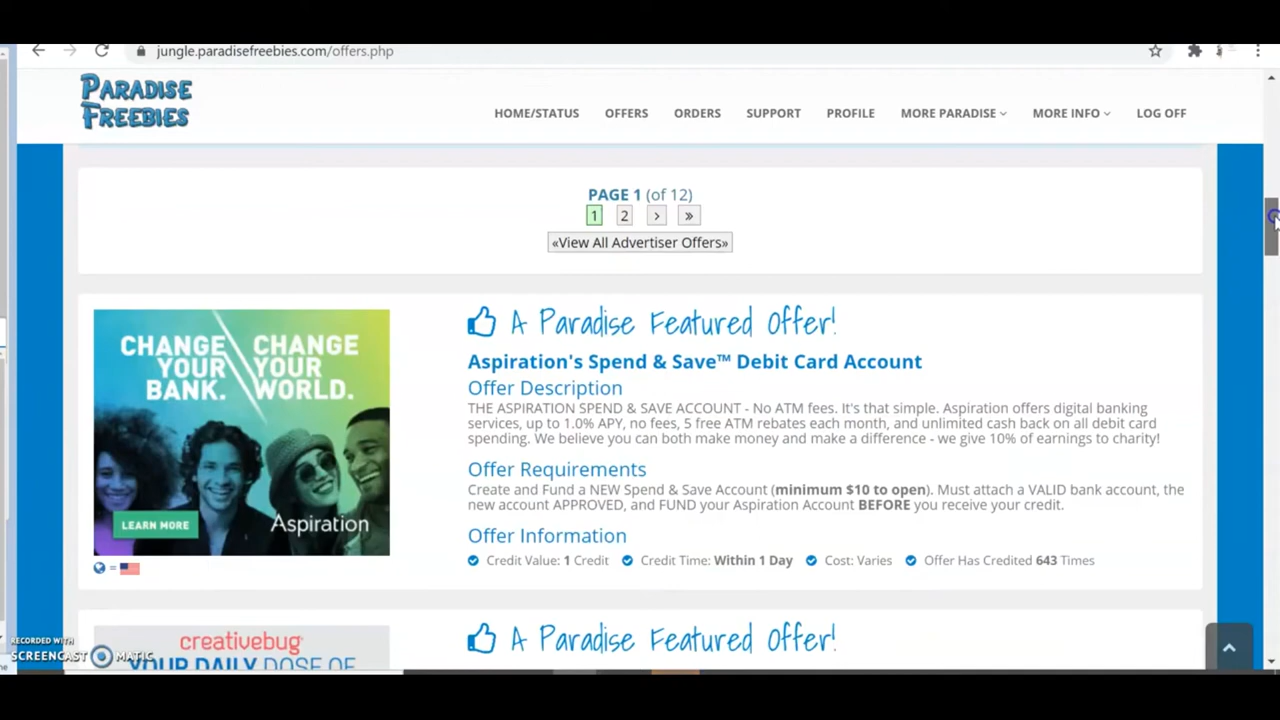 jungle.paradisefreebies.com/offers.php
PARADISE
FREEBIES
HOME/STATUS OFFERS ORDERS SUPPORT PROFILE MORE PARADISE MORE INFO LOG OFF
PAGE 1 (of 12)
1 2 › »
«View All Advertiser Offers»
CHANGE YOUR BANK.
CHANGE YOUR WORLD.
LEARN MORE
Aspiration
A Paradise Featured Offer!
Aspiration's Spend & Save™ Debit Card Account
Offer Description
THE ASPIRATION SPEND & SAVE ACCOUNT - No ATM fees. It's that simple. Aspiration offers digital banking
services, up to 1.0% APY, no fees, 5 free ATM rebates each month, and unlimited cash back on all debit card
spending. We believe you can both make money and make a difference - we give 10% of earnings to charity!
Offer Requirements
Create and Fund a NEW Spend & Save Account (minimum $10 to open). Must attach a VALID bank account, the
new account APPROVED, and FUND your Aspiration Account BEFORE you receive your credit.
Offer Information
Credit Value: 1 Credit Credit Time: Within 1 Day Cost: Varies Offer Has Credited 643 Times
=
creativebug
YOUR DAILY DOSE OF
A Paradise Featured Offer!
RECORDED WITH
SCREENCAST MATIC